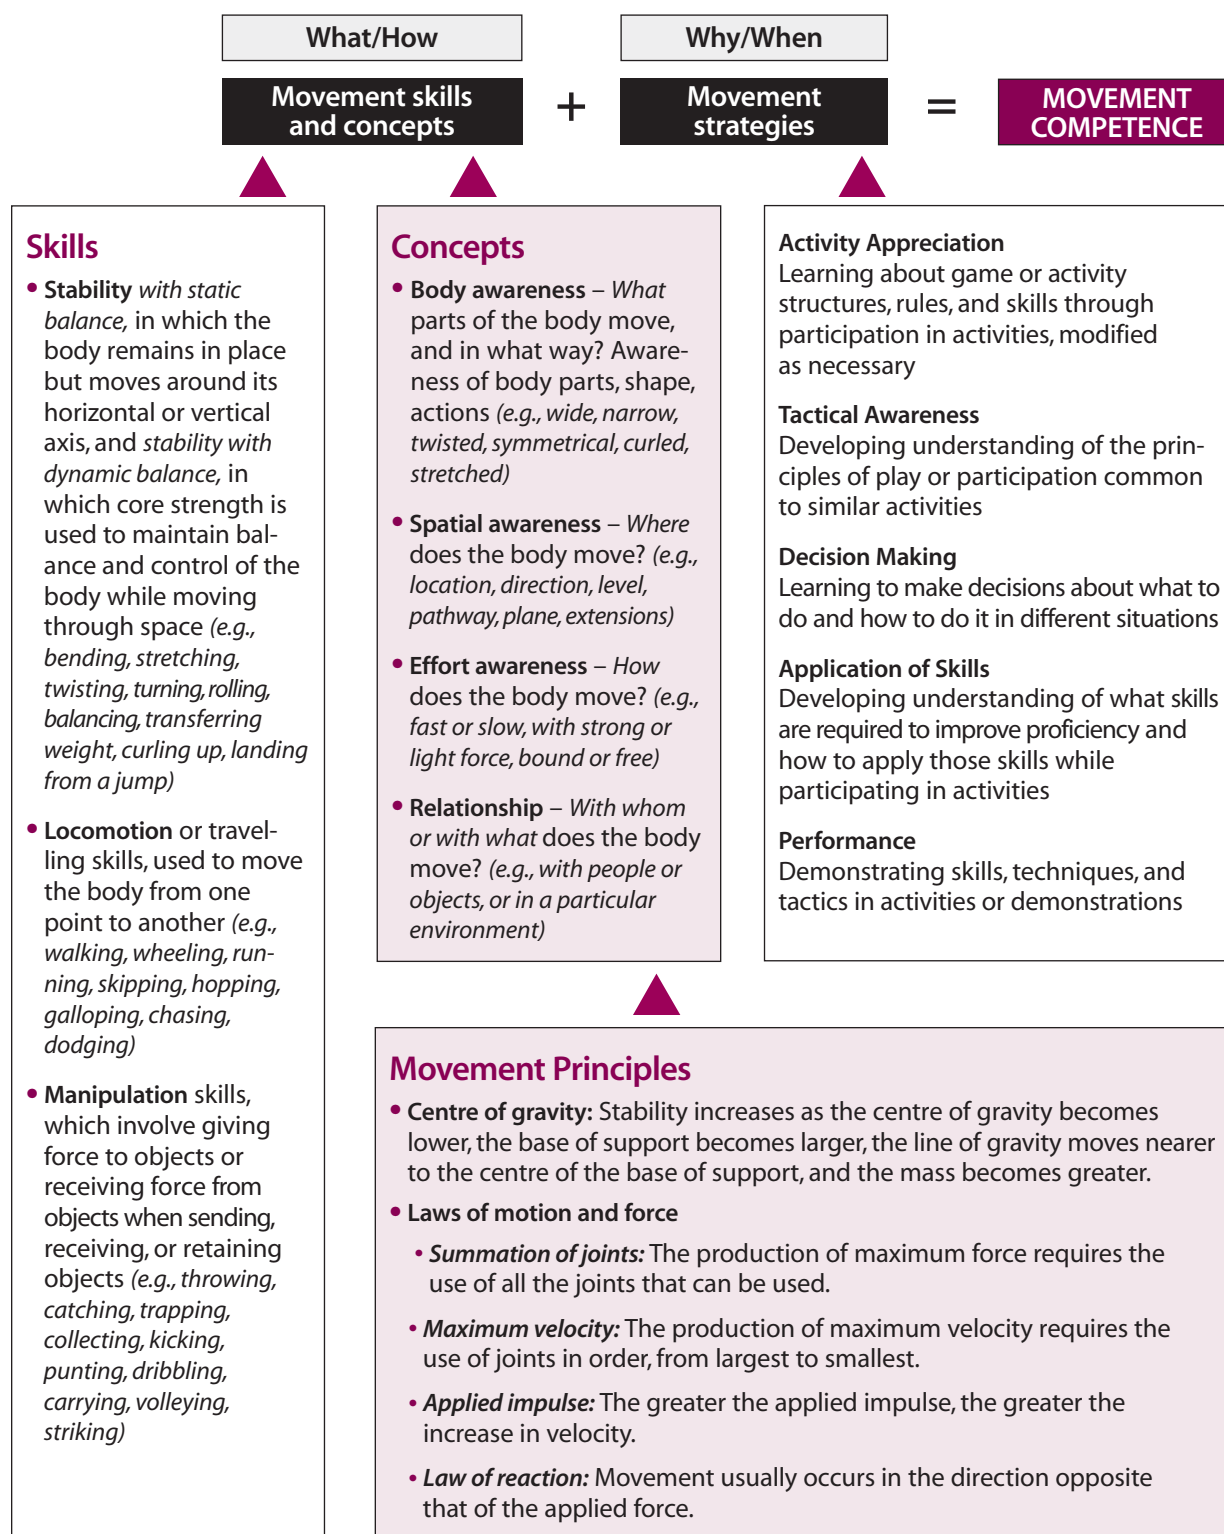 What/How
Why/When
Movement skills
and concepts
+
Movement
strategies
=
MOVEMENT
COMPETENCE
Skills
• Stability with static
balance, in which the
body remains in place
but moves around its
horizontal or vertical
axis, and stability with
dynamic balance, in
which core strength is
used to maintain bal-
ance and control of the
body while moving
through space (e.g.,
bending, stretching,
twisting, turning, rolling,
balancing, transferring
weight, curling up, landing
from a jump)
• Locomotion or travel-
ling skills, used to move
the body from one
point to another (e.g.,
walking, wheeling, run-
ning, skipping, hopping,
galloping, chasing,
dodging)
• Manipulation skills,
which involve giving
force to objects or
receiving force from
objects when sending,
receiving, or retaining
objects (e.g., throwing,
catching, trapping,
collecting, kicking,
punting, dribbling,
carrying, volleying,
striking)
Concepts
• Body awareness – What
parts of the body move,
and in what way? Aware-
ness of body parts, shape,
actions (e.g., wide, narrow,
twisted, symmetrical, curled,
stretched)
• Spatial awareness – Where
does the body move? (e.g.,
location, direction, level,
pathway, plane, extensions)
• Effort awareness – How
does the body move? (e.g.,
fast or slow, with strong or
light force, bound or free)
• Relationship – With whom
or with what does the body
move? (e.g., with people or
objects, or in a particular
environment)
Activity Appreciation
Learning about game or activity
structures, rules, and skills through
participation in activities, modified
as necessary
Tactical Awareness
Developing understanding of the prin-
ciples of play or participation common
to similar activities
Decision Making
Learning to make decisions about what to
do and how to do it in different situations
Application of Skills
Developing understanding of what skills
are required to improve proficiency and
how to apply those skills while
participating in activities
Performance
Demonstrating skills, techniques, and
tactics in activities or demonstrations
Movement Principles
• Centre of gravity: Stability increases as the centre of gravity becomes
lower, the base of support becomes larger, the line of gravity moves nearer
to the centre of the base of support, and the mass becomes greater.
• Laws of motion and force
• Summation of joints: The production of maximum force requires the
use of all the joints that can be used.
• Maximum velocity: The production of maximum velocity requires the
use of joints in order, from largest to smallest.
• Applied impulse: The greater the applied impulse, the greater the
increase in velocity.
• Law of reaction: Movement usually occurs in the direction opposite
that of the applied force.